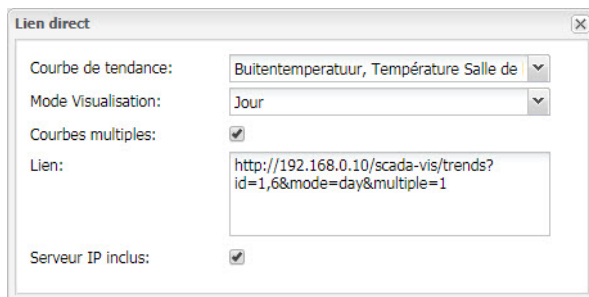 Lien direct
Courbe de tendance: Buitentemperatuur, Température Salle de
Mode Visualisation: Jour
Courbes multiples:
Lien: http://192.168.0.10/scada-vis/trends?
id=1,6&mode=day&multiple=1
Serveur IP inclus: